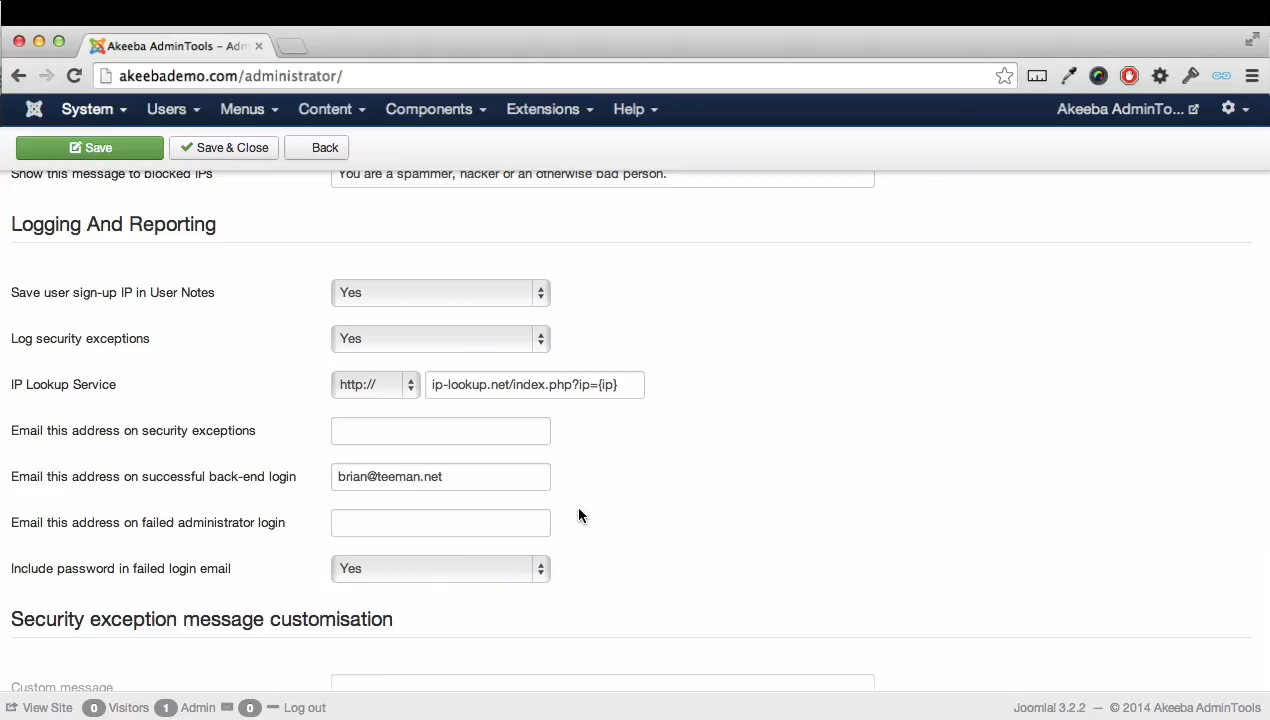 Akeeba AdminTools – Adm
akeebademo.com/administrator/
System Users Menus Content Components Extensions Help Akeeba AdminTo...
Save Save & Close Back
Show this message to blocked IPs You are a spammer, hacker or an otherwise bad person.
Logging And Reporting
Save user sign-up IP in User Notes Yes
Log security exceptions Yes
IP Lookup Service http:// ip-lookup.net/index.php?ip={ip}
Email this address on security exceptions
Email this address on successful back-end login brian@teeman.net
Email this address on failed administrator login
Include password in failed login email Yes
Security exception message customisation
Custom message
View Site 0 Visitors 1 Admin 0 Log out Joomla! 3.2.2 — © 2014 Akeeba AdminTools